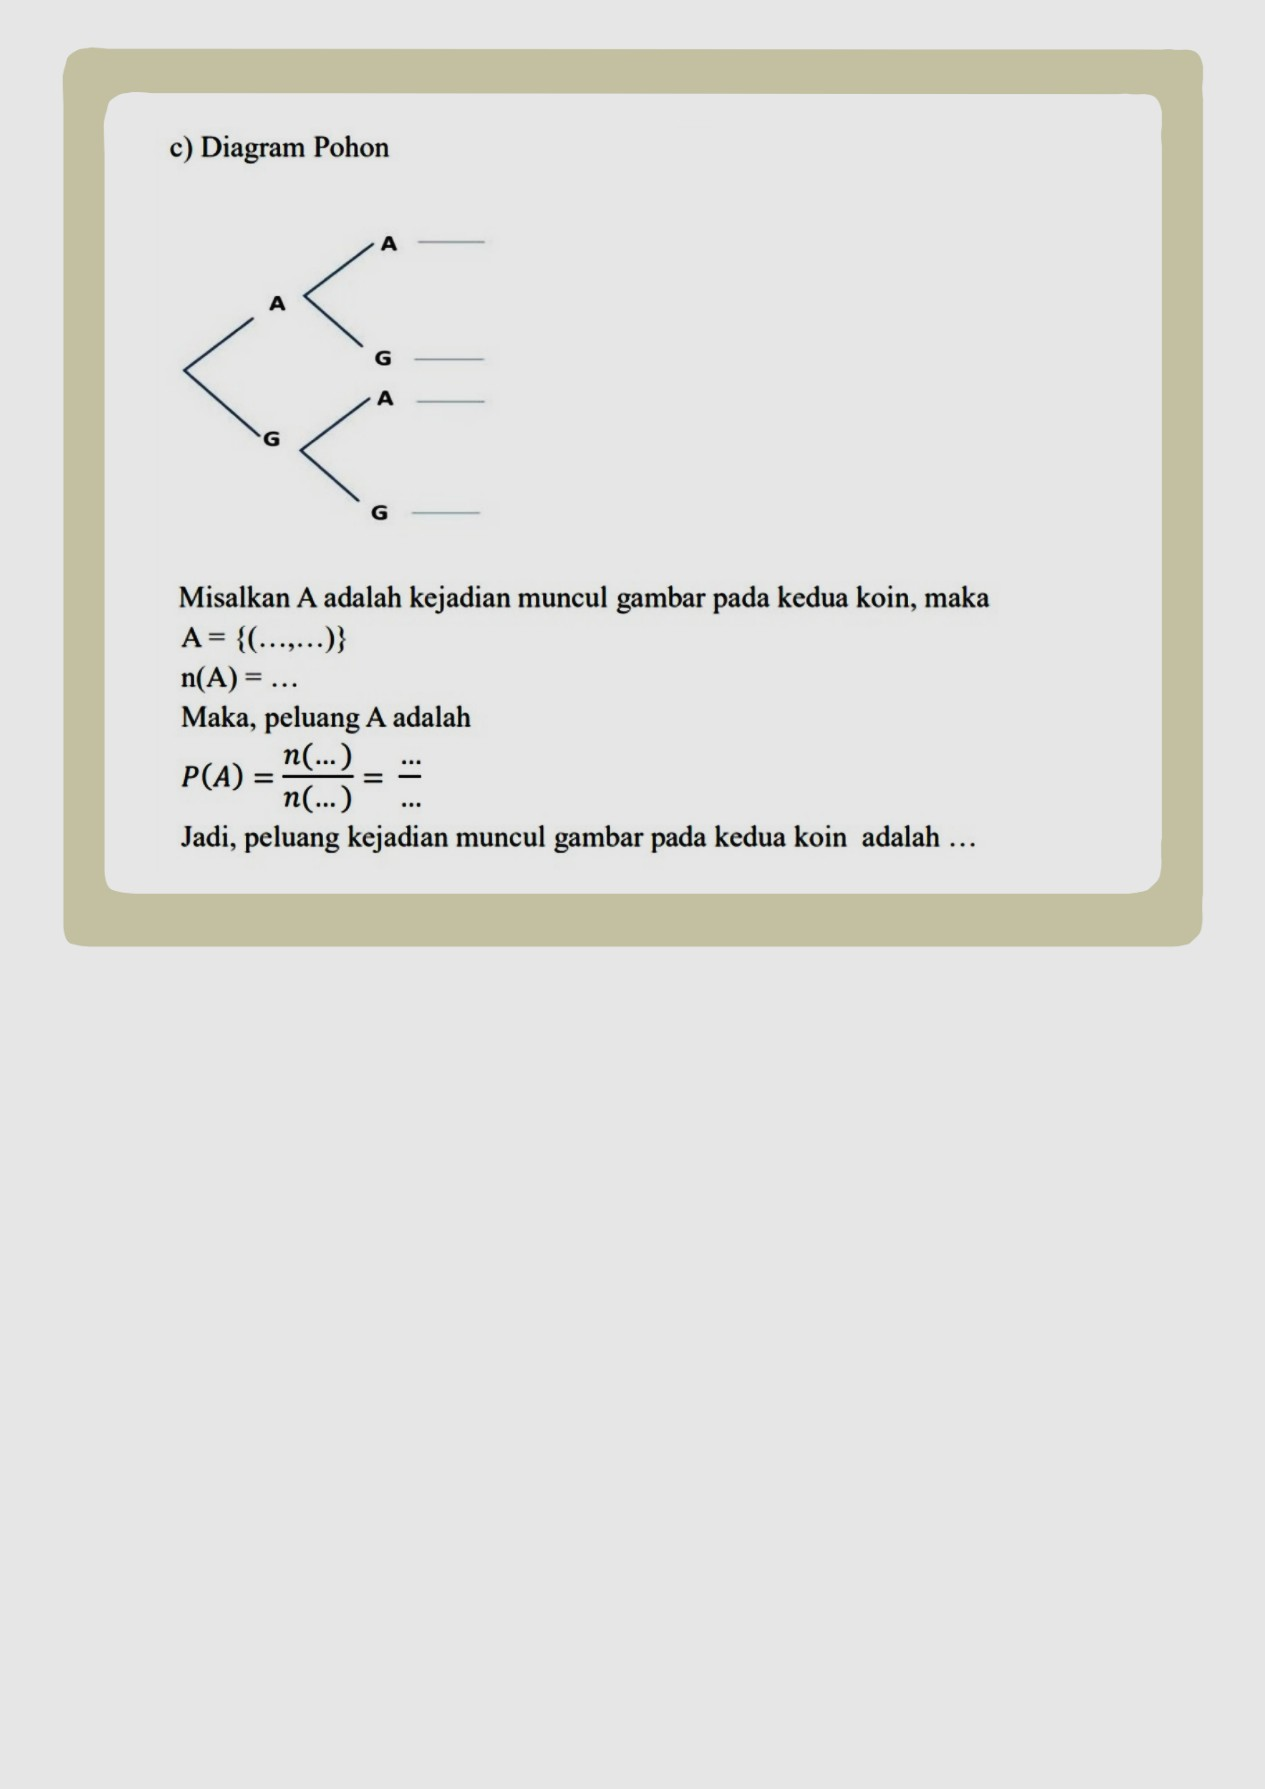 c) Diagram Pohon
A
A
G
A
G
G
Misalkan A adalah kejadian muncul gambar pada kedua koin, maka
A = {(…,…)}
n(A) = …
Maka, peluang A adalah
P(A) = n(...)/n(...) = .../...
Jadi, peluang kejadian muncul gambar pada kedua koin adalah …